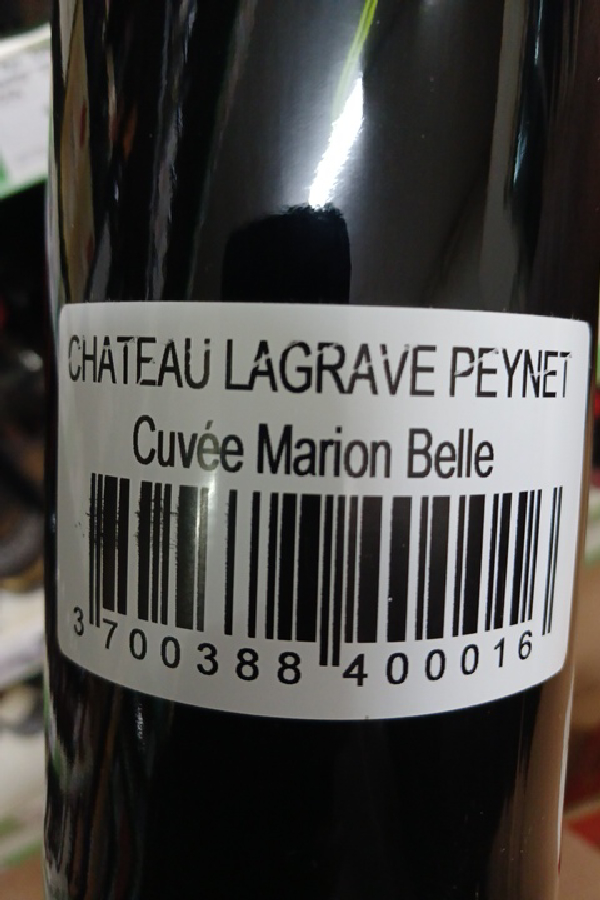 CHATEAU LAGRAVE PEYNET
Cuvée Marion Belle
3 700388 400016